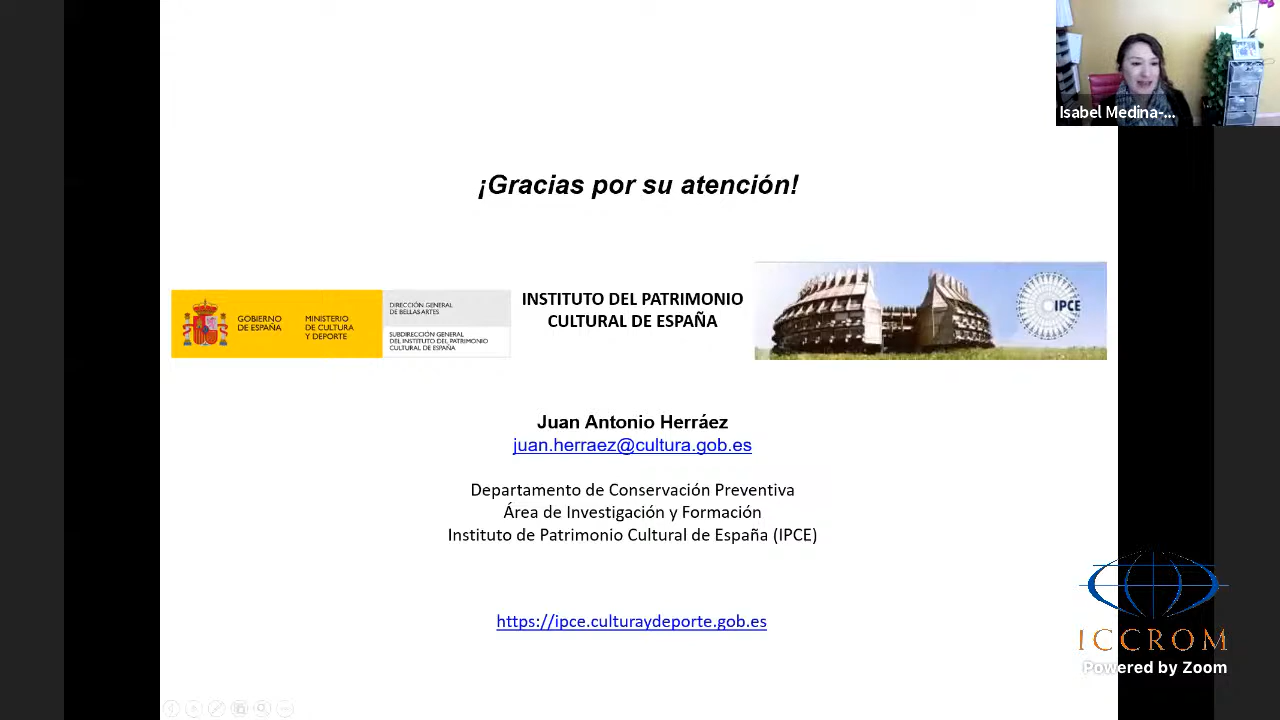 Isabel Medina-...
¡Gracias por su atención!
GOBIERNO
DE ESPAÑA
MINISTERIO
DE CULTURA
Y DEPORTE
DIRECCIÓN GENERAL
DE BELLAS ARTES
SUBDIRECCIÓN GENERAL
DEL INSTITUTO DEL PATRIMONIO
CULTURAL DE ESPAÑA
INSTITUTO DEL PATRIMONIO
CULTURAL DE ESPAÑA
IPCE
Juan Antonio Herráez
juan.herraez@cultura.gob.es
Departamento de Conservación Preventiva
Área de Investigación y Formación
Instituto de Patrimonio Cultural de España (IPCE)
https://ipce.culturaydeporte.gob.es
ICCROM
Powered by Zoom